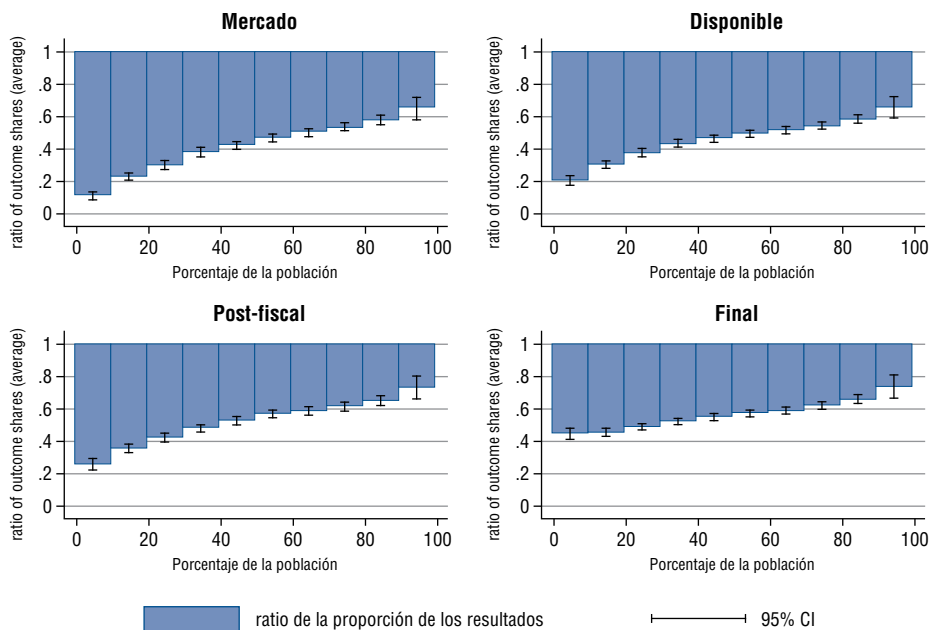 Mercado
ratio of outcome shares (average)
1
.8
.6
.4
.2
0
0 20 40 60 80 100
Porcentaje de la población
Disponible
ratio of outcome shares (average)
1
.8
.6
.4
.2
0
0 20 40 60 80 100
Porcentaje de la población
Post-fiscal
ratio of outcome shares (average)
1
.8
.6
.4
.2
0
0 20 40 60 80 100
Porcentaje de la población
Final
ratio of outcome shares (average)
1
.8
.6
.4
.2
0
0 20 40 60 80 100
Porcentaje de la población
ratio de la proporción de los resultados 95% CI